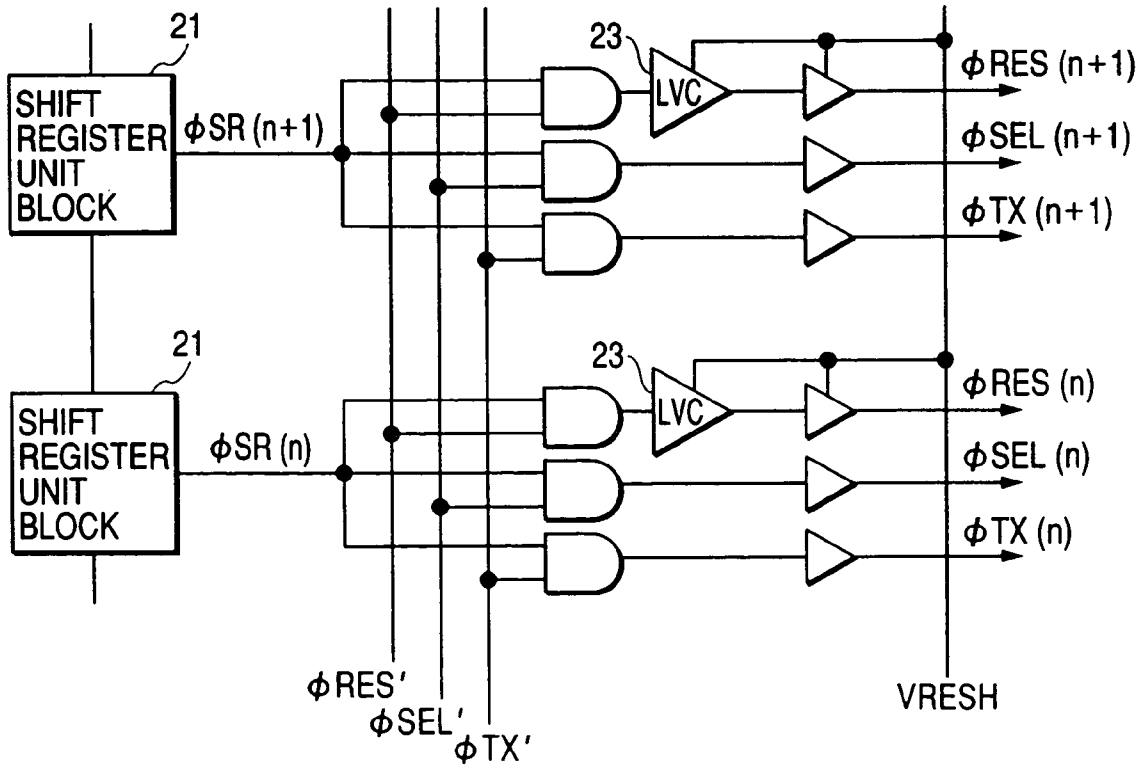 21
SHIFT
REGISTER
UNIT
BLOCK
ϕSR (n+1)
23
LVC
ϕRES (n+1)
ϕSEL (n+1)
ϕTX (n+1)
21
SHIFT
REGISTER
UNIT
BLOCK
ϕSR (n)
23
LVC
ϕRES (n)
ϕSEL (n)
ϕTX (n)
ϕRES′
ϕSEL′
ϕTX′
VRESH